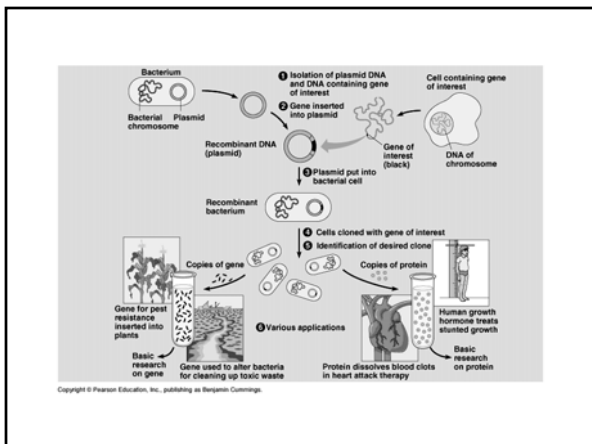 Bacterium
Bacterial
chromosome
Plasmid
1 Isolation of plasmid DNA
and DNA containing gene
of interest
2 Gene inserted
into plasmid
Cell containing gene
of interest
Recombinant DNA
(plasmid)
Gene of
interest
(black)
DNA of
chromosome
3 Plasmid put into
bacterial cell
Recombinant
bacterium
4 Cells cloned with gene of interest
5 Identification of desired clone
Copies of gene
Copies of protein
Gene for pest
resistance
inserted into
plants
Human growth
hormone treats
stunted growth
6 Various applications
Basic
research
on gene
Gene used to alter bacteria
for cleaning up toxic waste
Protein dissolves blood clots
in heart attack therapy
Basic
research
on protein
Copyright © Pearson Education, Inc., publishing as Benjamin Cummings.